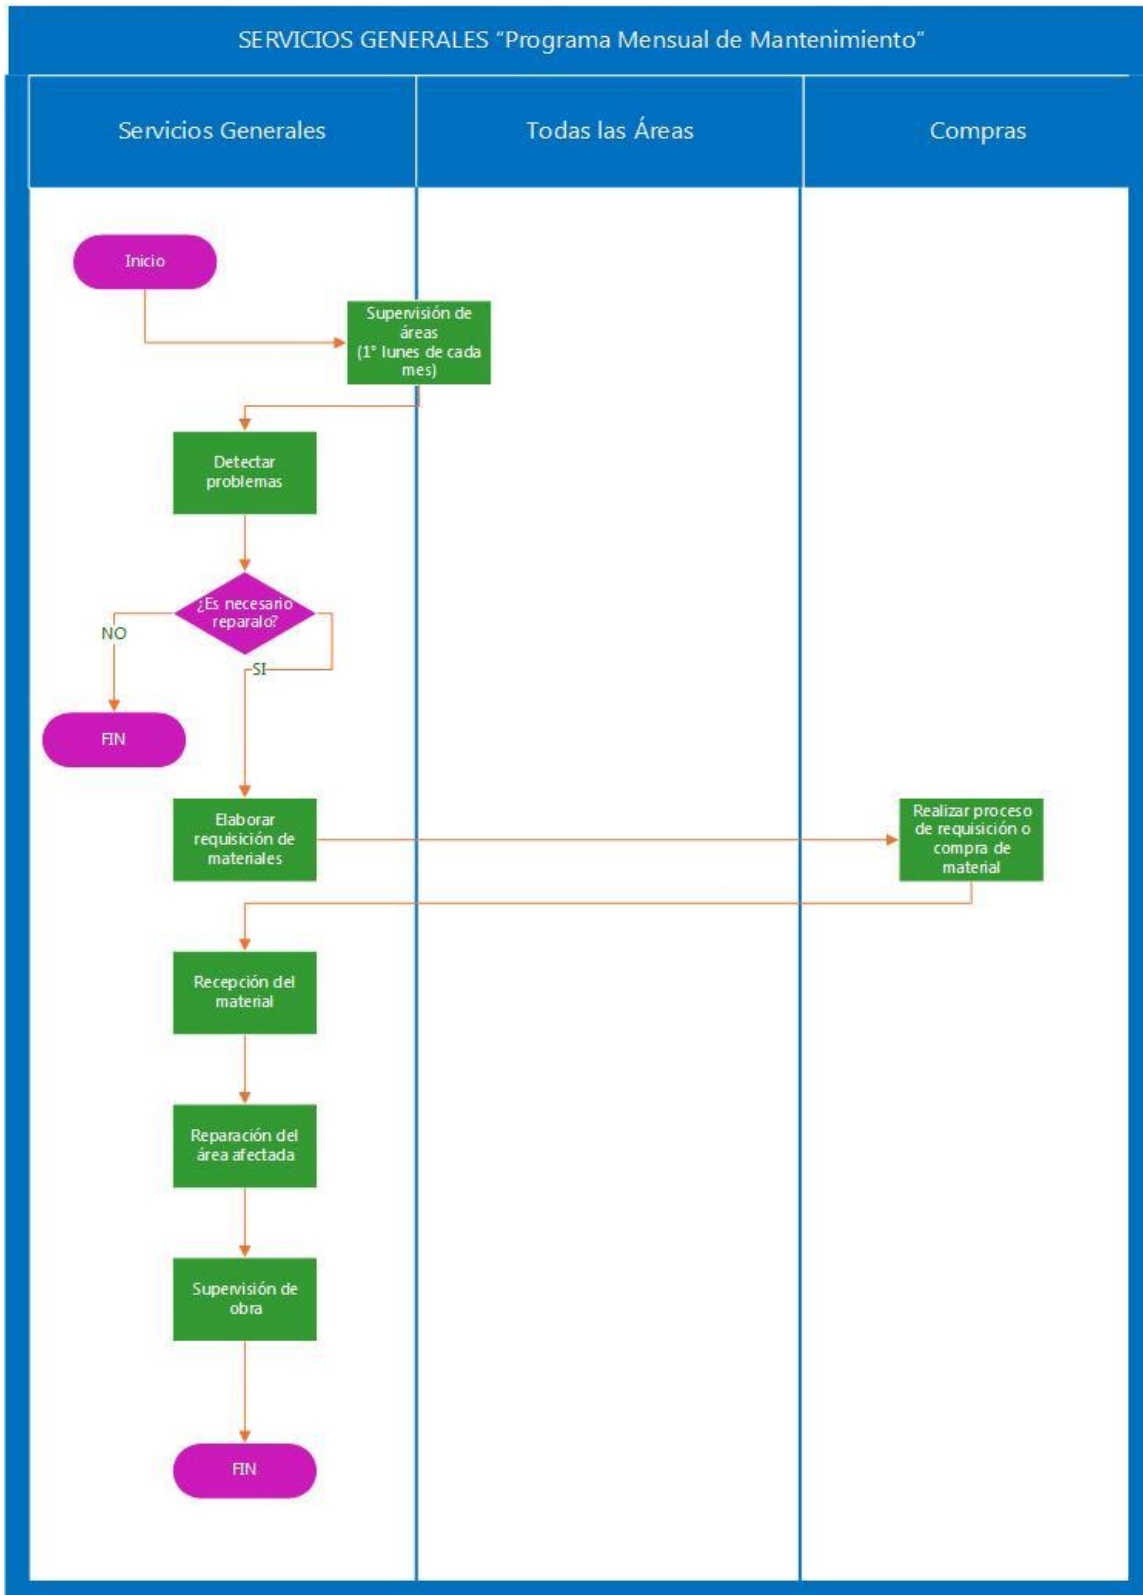 SERVICIOS GENERALES “Programa Mensual de Mantenimiento”
Servicios Generales
Todas las Áreas
Compras
Inicio
Supervisión de
áreas
(1° lunes de cada
mes)
Detectar
problemas
¿Es necesario
reparalo?
NO
SI
FIN
Elaborar
requisición de
materiales
Realizar proceso
de requisición o
compra de
material
Recepción del
material
Reparación del
área afectada
Supervisión de
obra
FIN